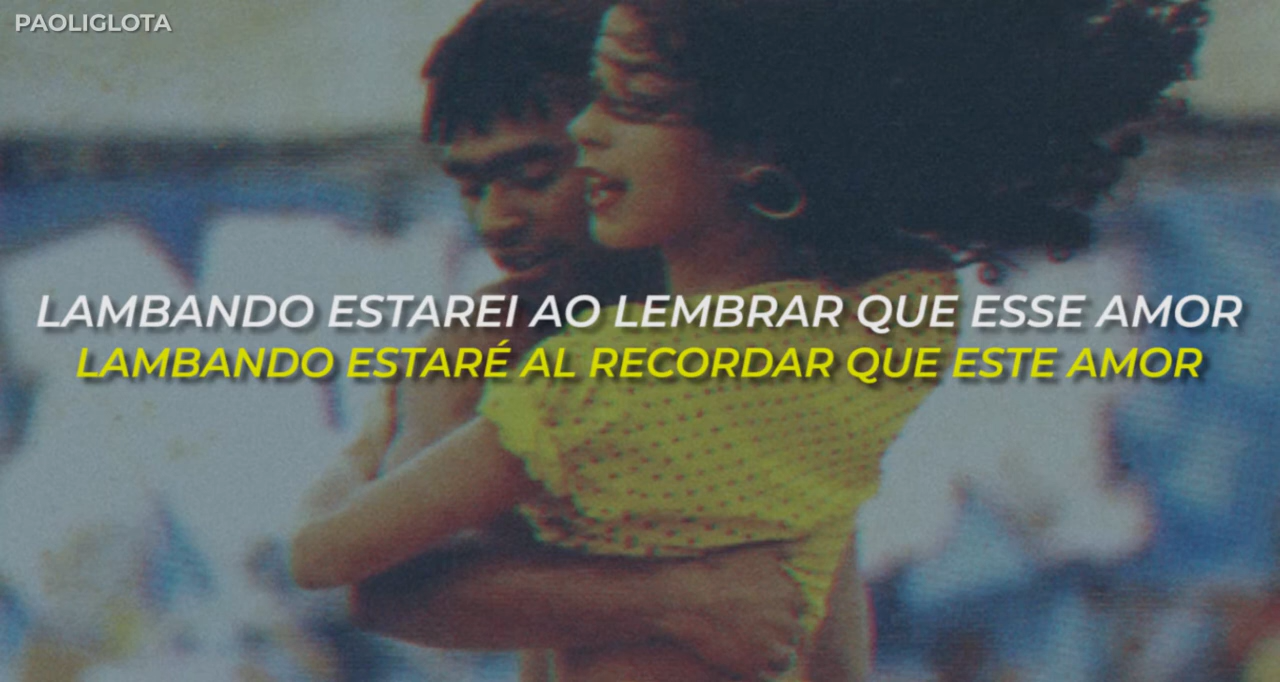 PAOLIGLOTA
LAMBANDO ESTAREI AO LEMBRAR QUE ESSE AMOR
LAMBANDO ESTARÉ AL RECORDAR QUE ESTE AMOR